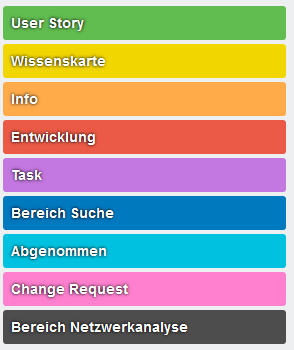 User Story
Wissenskarte
Info
Entwicklung
Task
Bereich Suche
Abgenommen
Change Request
Bereich Netzwerkanalyse